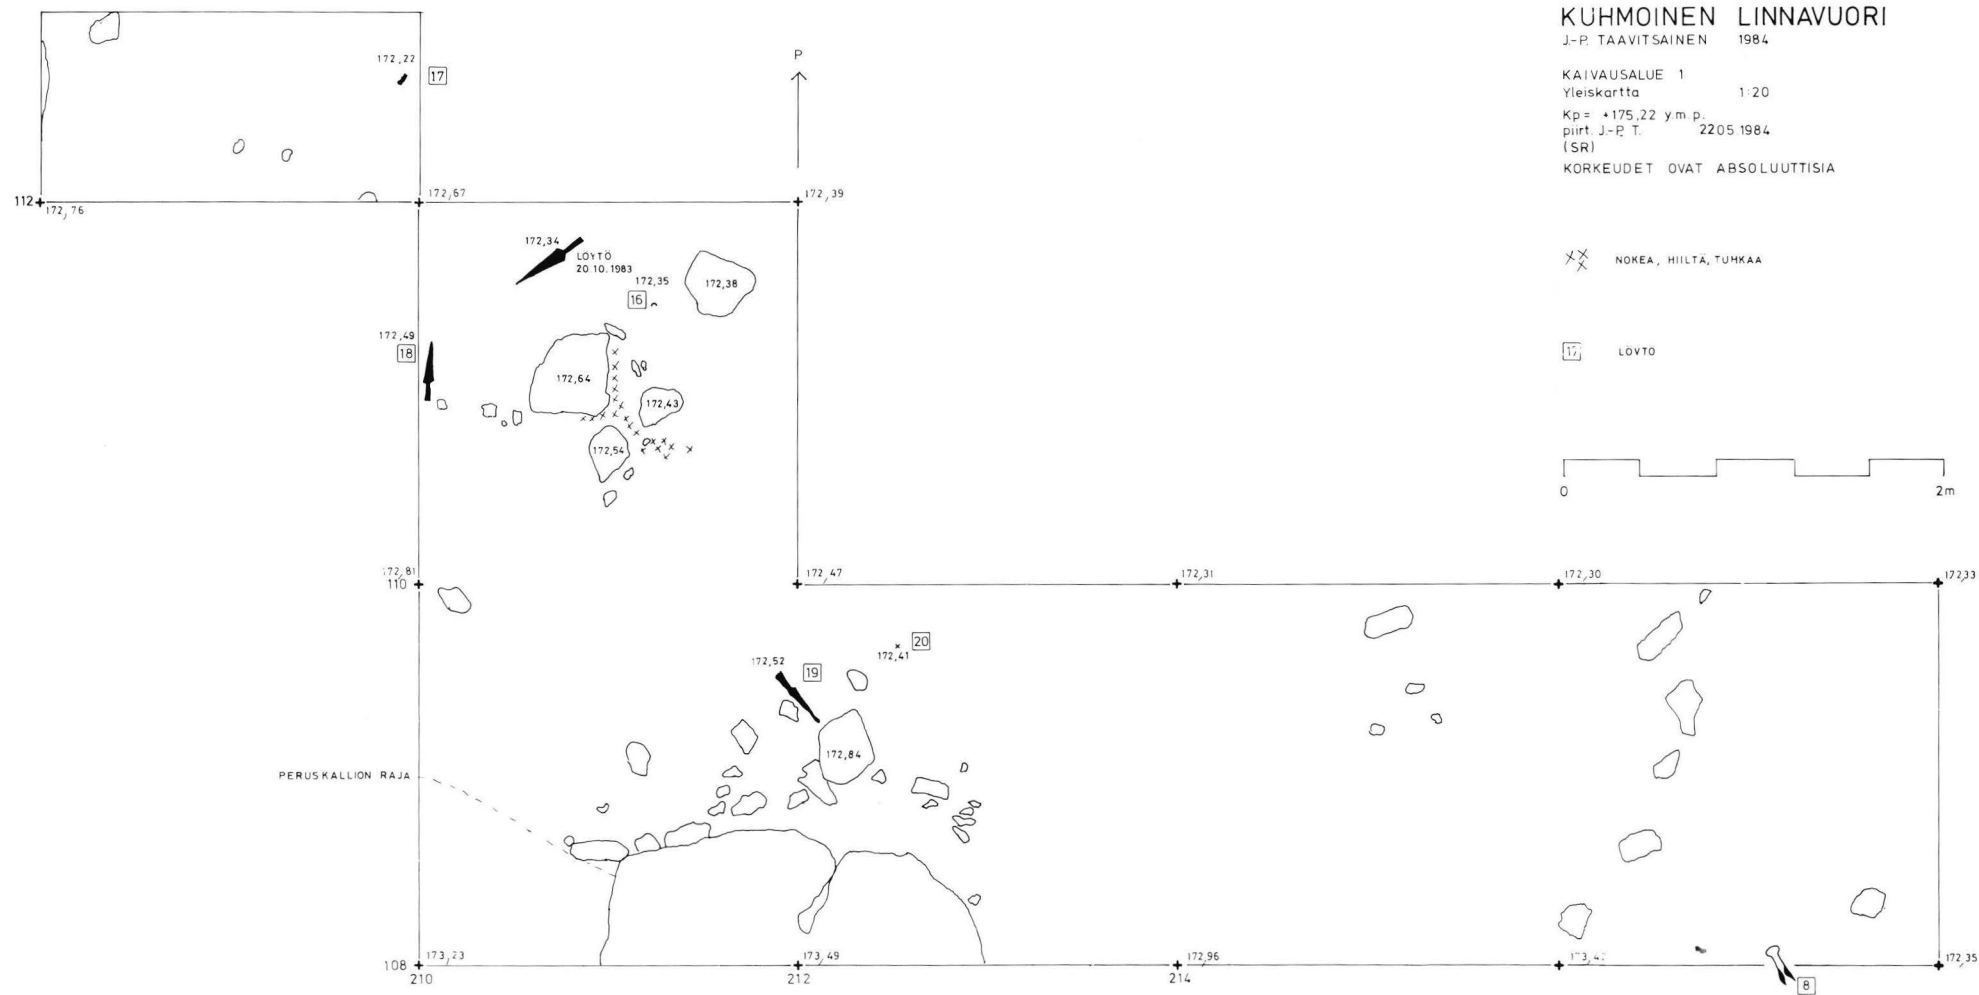 KUHMOINEN LINNAVUORI
J.-P. TAAVITSAINEN 1984
KAIVAUSALUE 1
Yleiskartta 1:20
Kp = +175,22 y.m.p.
piirt. J.-P. T. 22.05.1984
(SR)
KORKEUDET OVAT ABSOLUUTTISIA
NOKEA, HIILTÄ, TUHKAA
17 LÖYTÖ
0 2m
P
172,22
17
112
172,76
172,67
172,39
172,34
LÖYTÖ
20.10.1983
172,35
16
172,38
172,49
18
172,64
172,43
172,54
172,81
110
172,47
172,31
172,30
172,33
20
172,41
172,52
19
172,84
PERUSKALLION RAJA
108
173,23
173,49
172,96
172,35
8
210
212
214